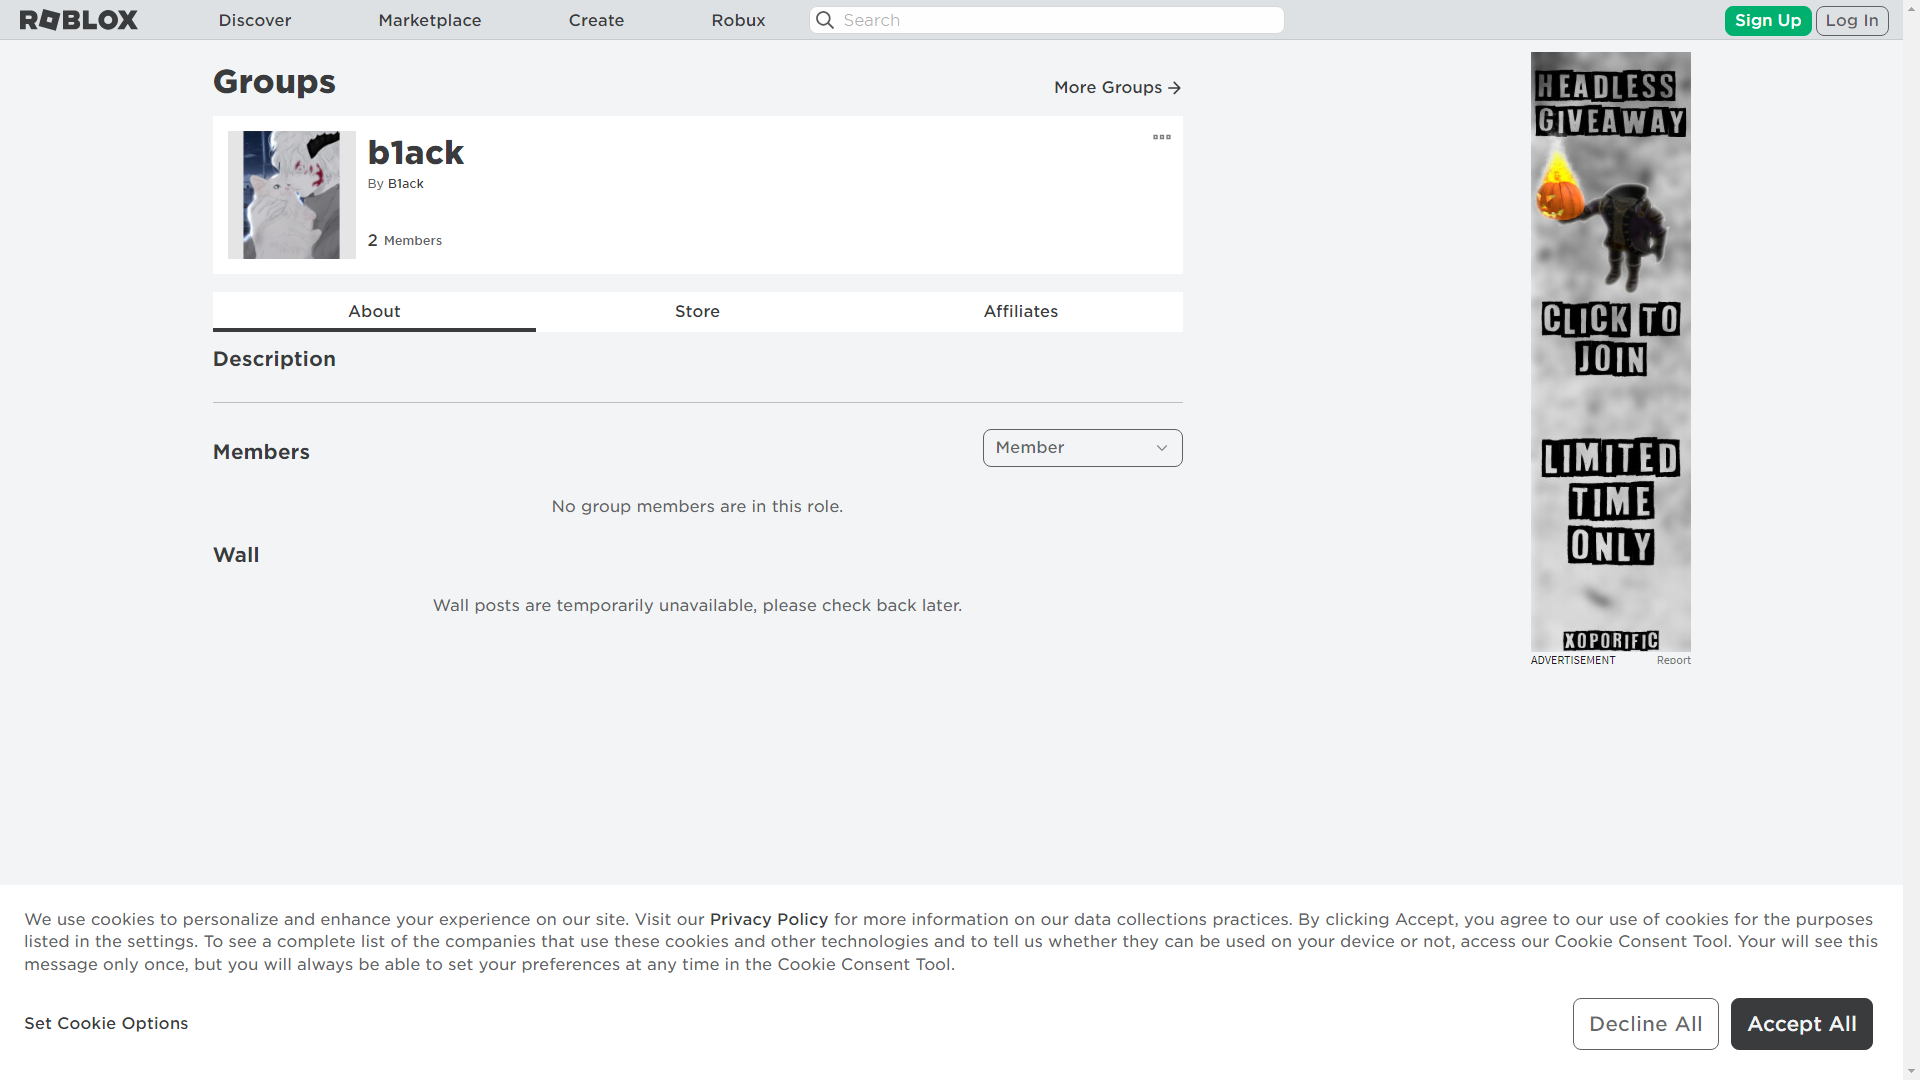 ROBLOX
Discover
Marketplace
Create
Robux
Search
Sign Up
Log In
Groups
More Groups
b1ack
By B1ack
2 Members
About
Store
Affiliates
Description
Members
Member
No group members are in this role.
Wall
Wall posts are temporarily unavailable, please check back later.
HEADLESS
GIVEAWAY
CLICK TO
JOIN
LIMITED
TIME
ONLY
XOPORIFIC
ADVERTISEMENT
Report
We use cookies to personalize and enhance your experience on our site. Visit our Privacy Policy for more information on our data collections practices. By clicking Accept, you agree to our use of cookies for the purposes
listed in the settings. To see a complete list of the companies that use these cookies and other technologies and to tell us whether they can be used on your device or not, access our Cookie Consent Tool. Your will see this
message only once, but you will always be able to set your preferences at any time in the Cookie Consent Tool.
Set Cookie Options
Decline All
Accept All